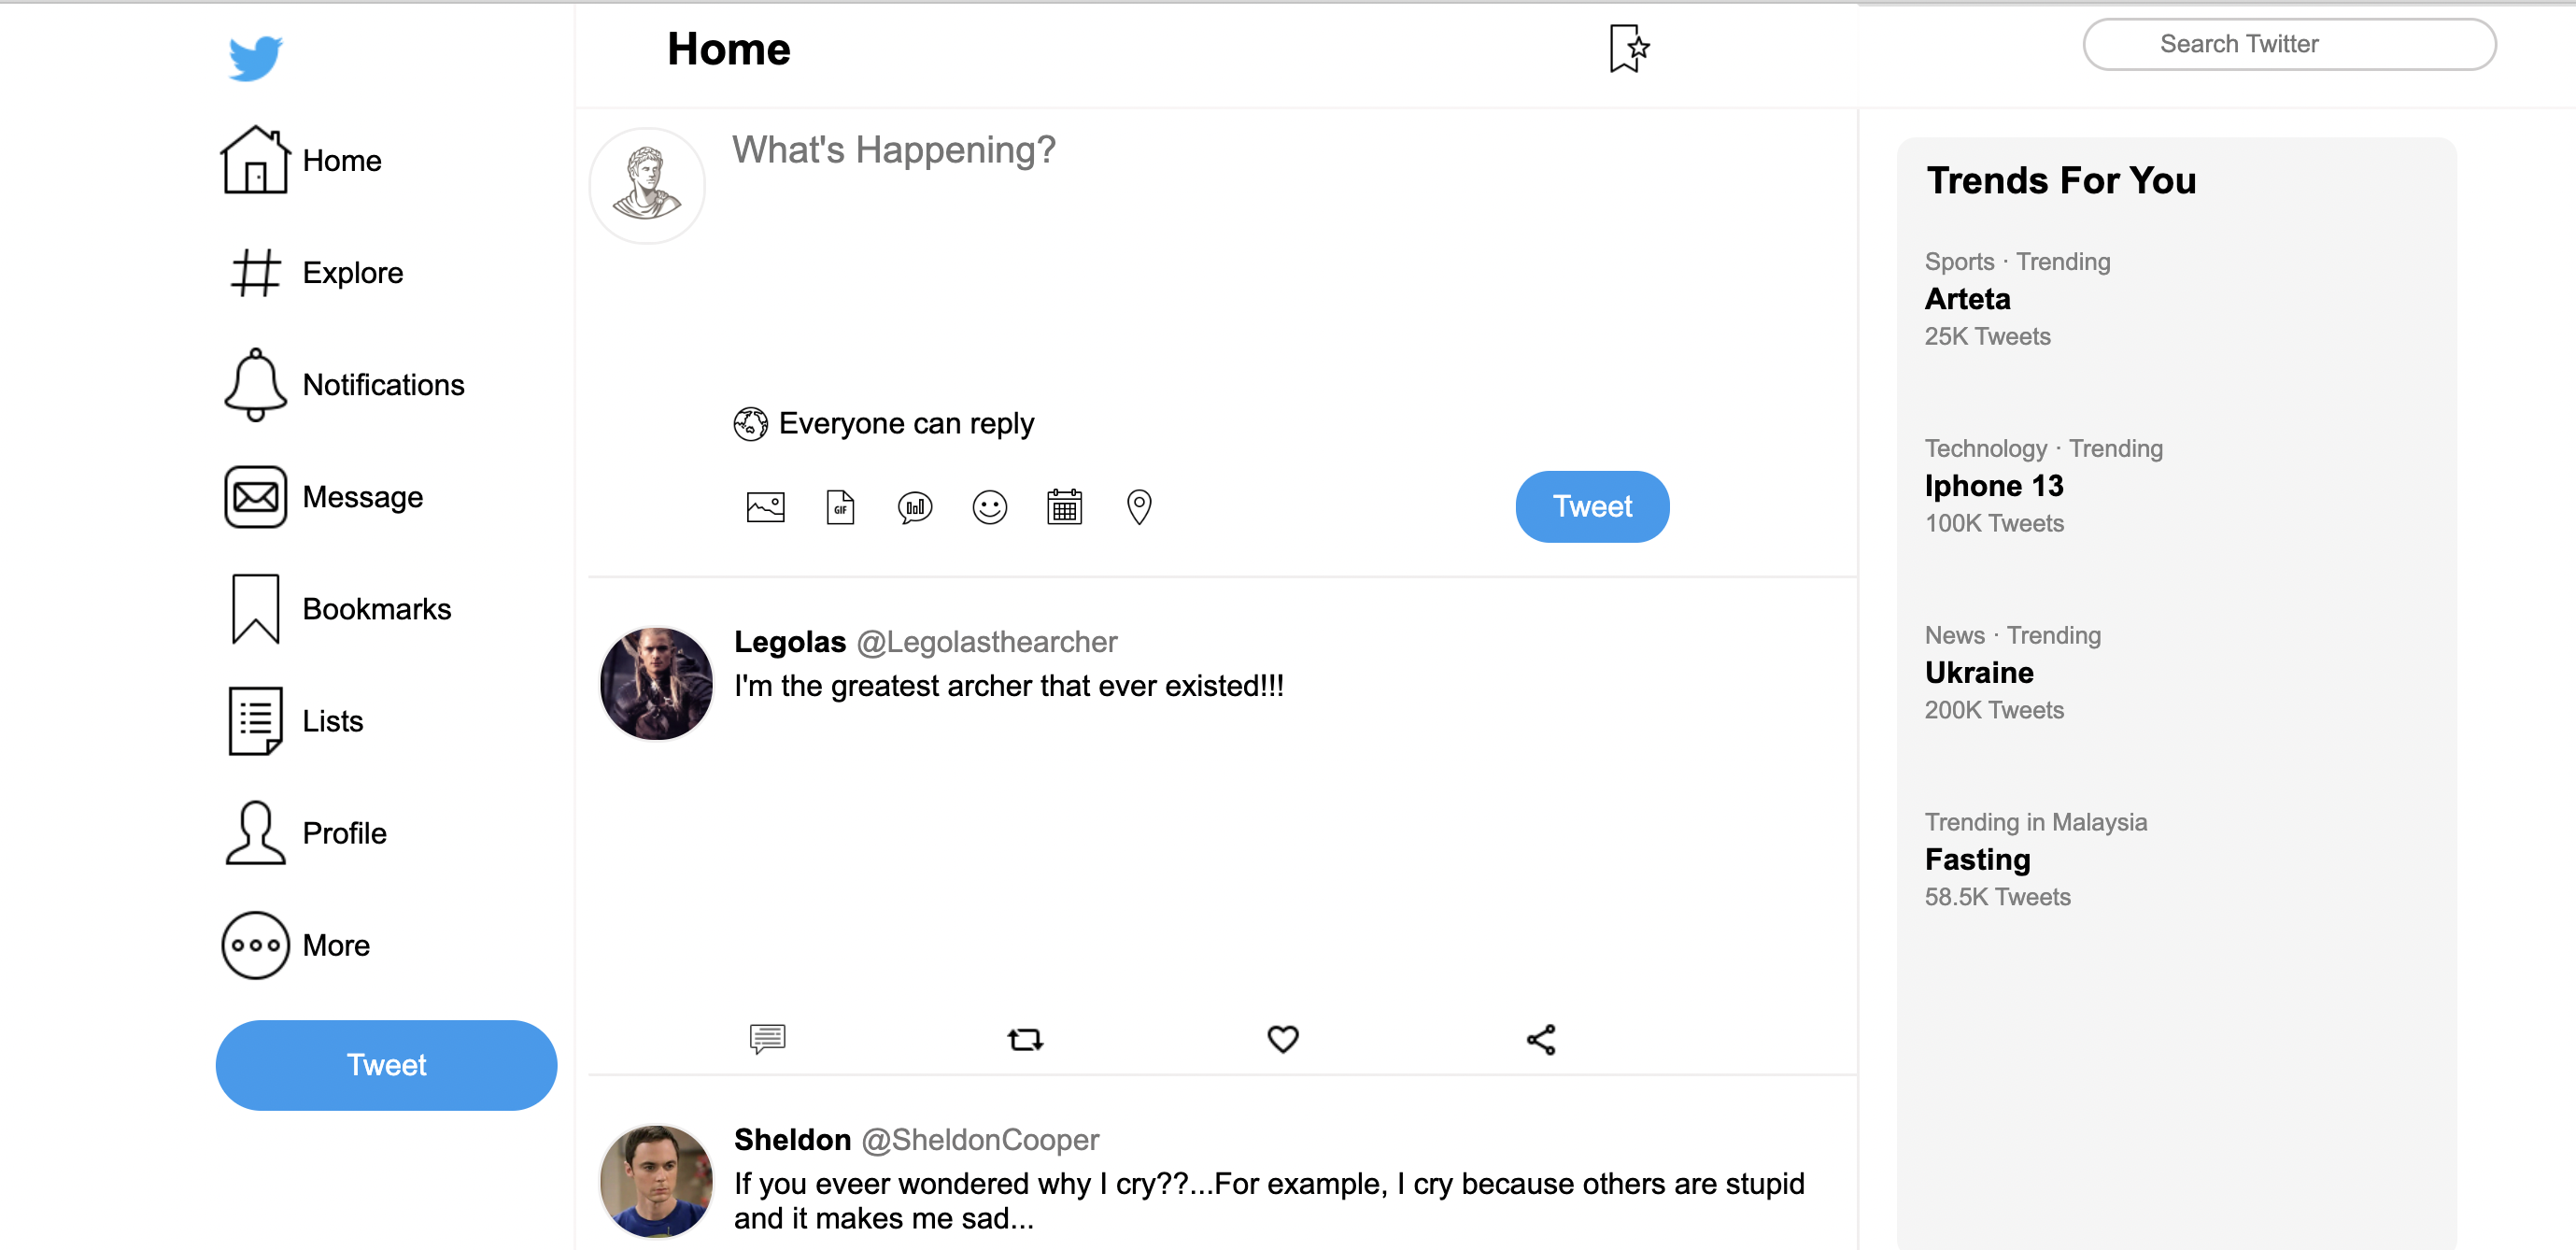 Home
Explore
Notifications
Message
Bookmarks
Lists
Profile
More
Tweet
Home
What's Happening?
Everyone can reply
GIF
Tweet
Legolas @Legolasthearcher
I'm the greatest archer that ever existed!!!
Sheldon @SheldonCooper
If you eveer wondered why I cry??...For example, I cry because others are stupid
and it makes me sad...
Search Twitter
Trends For You
Sports · Trending
Arteta
25K Tweets
Technology · Trending
Iphone 13
100K Tweets
News · Trending
Ukraine
200K Tweets
Trending in Malaysia
Fasting
58.5K Tweets